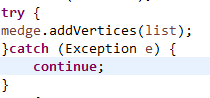 try {
medge.addVertices(list);
}catch (Exception e) {
    continue;
}